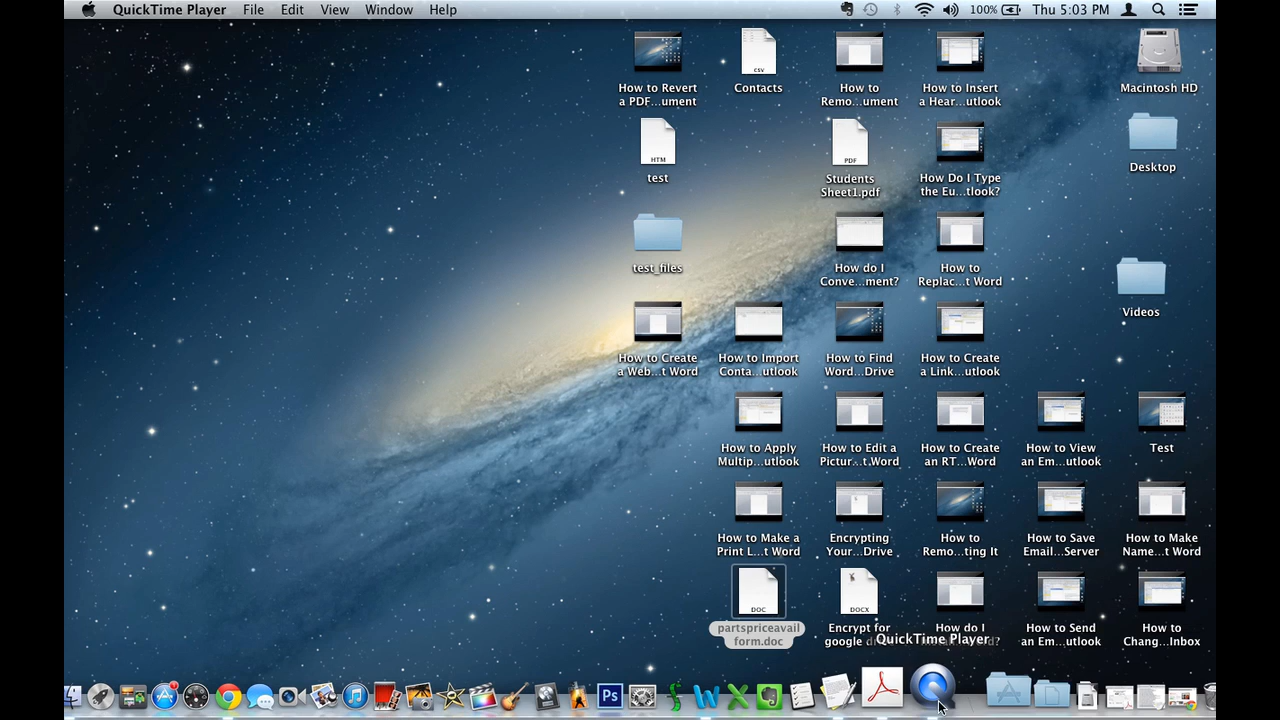 QuickTime Player File Edit View Window Help 100% Thu 5:03 PM
How to Revert
a PDF...ument
CSV
Contacts
How to
Remo...ument
How to Insert
a Hear...utlook
Macintosh HD
HTM
test
PDF
Students
Sheet1.pdf
How Do I Type
the Eu...tlook?
Desktop
test_files
How do I
Conve...ment?
How to
Replac...t Word
Videos
How to Create
a Web...t Word
How to Import
Conta...utlook
How to Find
Word...Drive
How to Create
a Link...utlook
How to Apply
Multip...utlook
How to Edit a
Pictur...t Word
How to Create
an RT...Word
How to View
an Em...utlook
Test
How to Make a
Print L...t Word
Encrypting
Your...Drive
How to
Remo...ting It
How to Save
Email...Server
How to Make
Name...t Word
DOC
partspriceavail
form.doc
DOCX
Encrypt for
google
How do I
QuickTime Player
How to Send
an Em...utlook
How to
Chang...Inbox
Ps